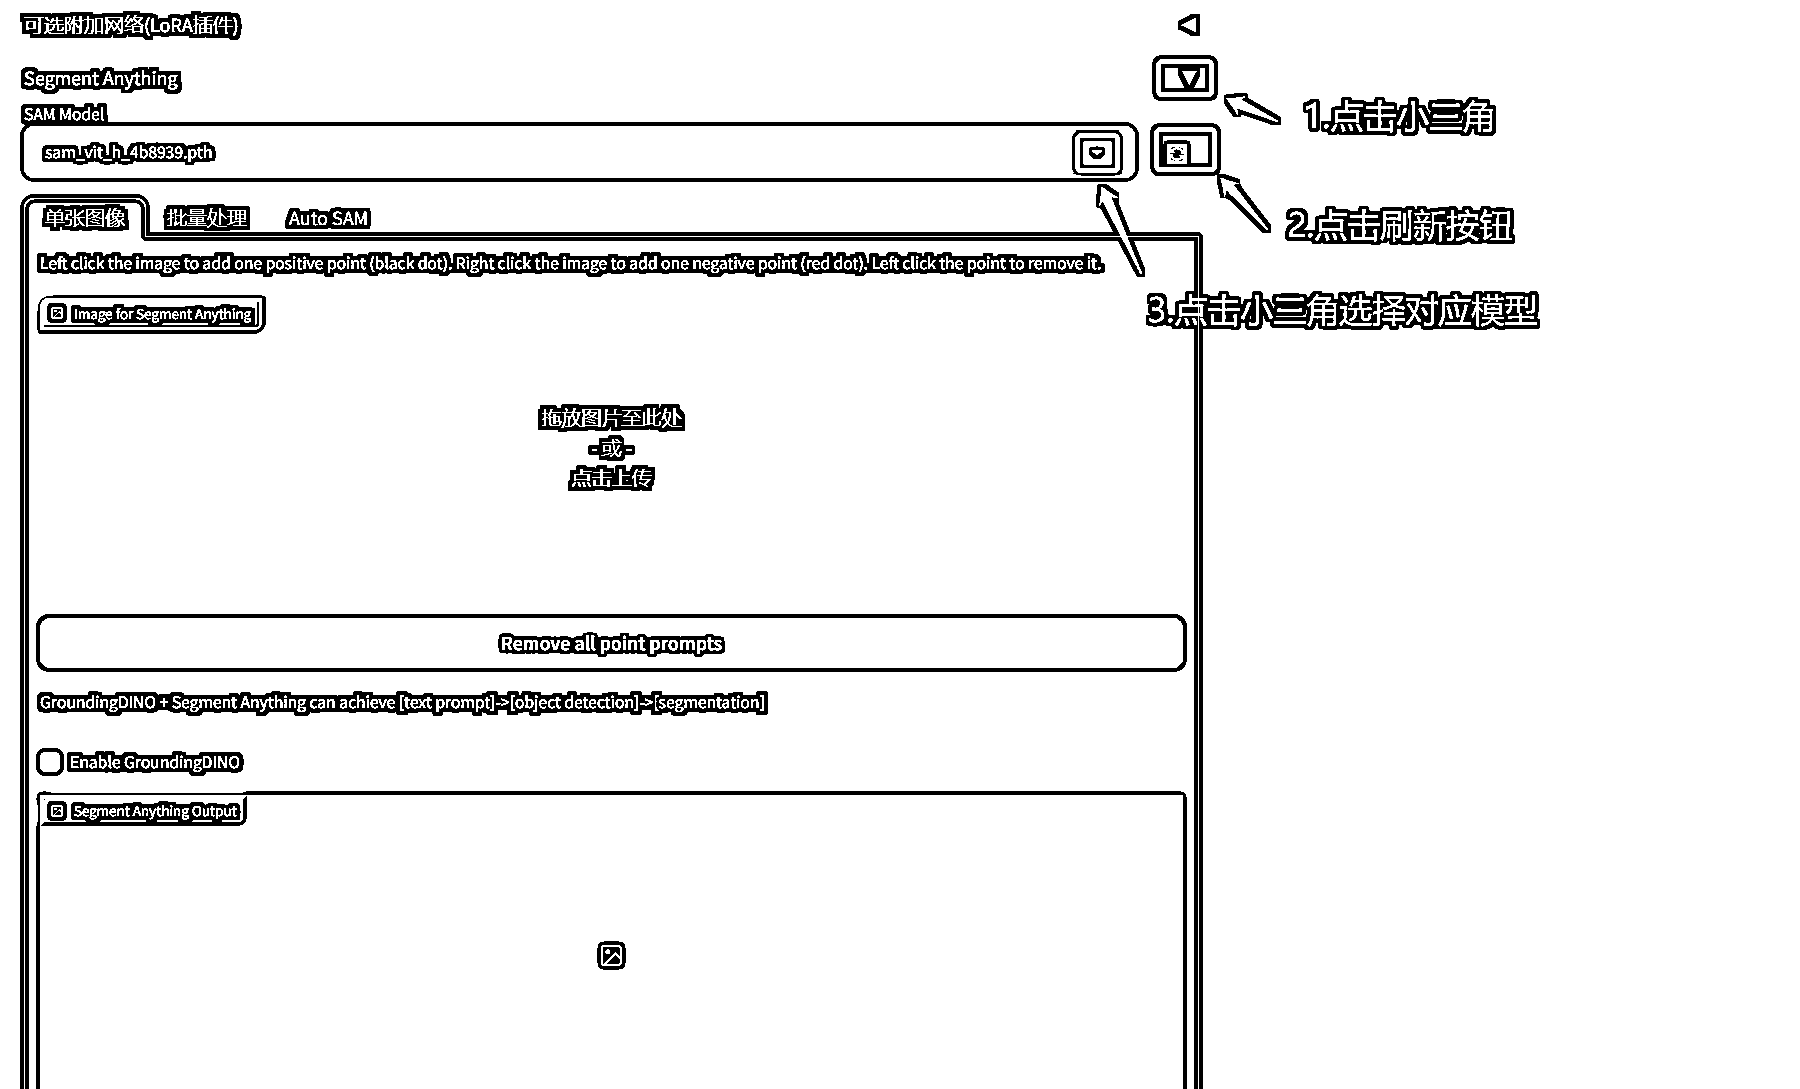 可选附加网络(LoRA插件)
Segment Anything
1.点击小三角
SAM Model
sam_vit_h_4b8939.pth
2.点击刷新按钮
单张图像 批量处理 Auto SAM
Left click the image to add one positive point (black dot). Right click the image to add one negative point (red dot). Left click the point to remove it.
3.点击小三角选择对应模型
Image for Segment Anything
拖放图片至此处
- 或 -
点击上传
Remove all point prompts
GroundingDINO + Segment Anything can achieve [text prompt]->[object detection]->[segmentation]
Enable GroundingDINO
Segment Anything Output